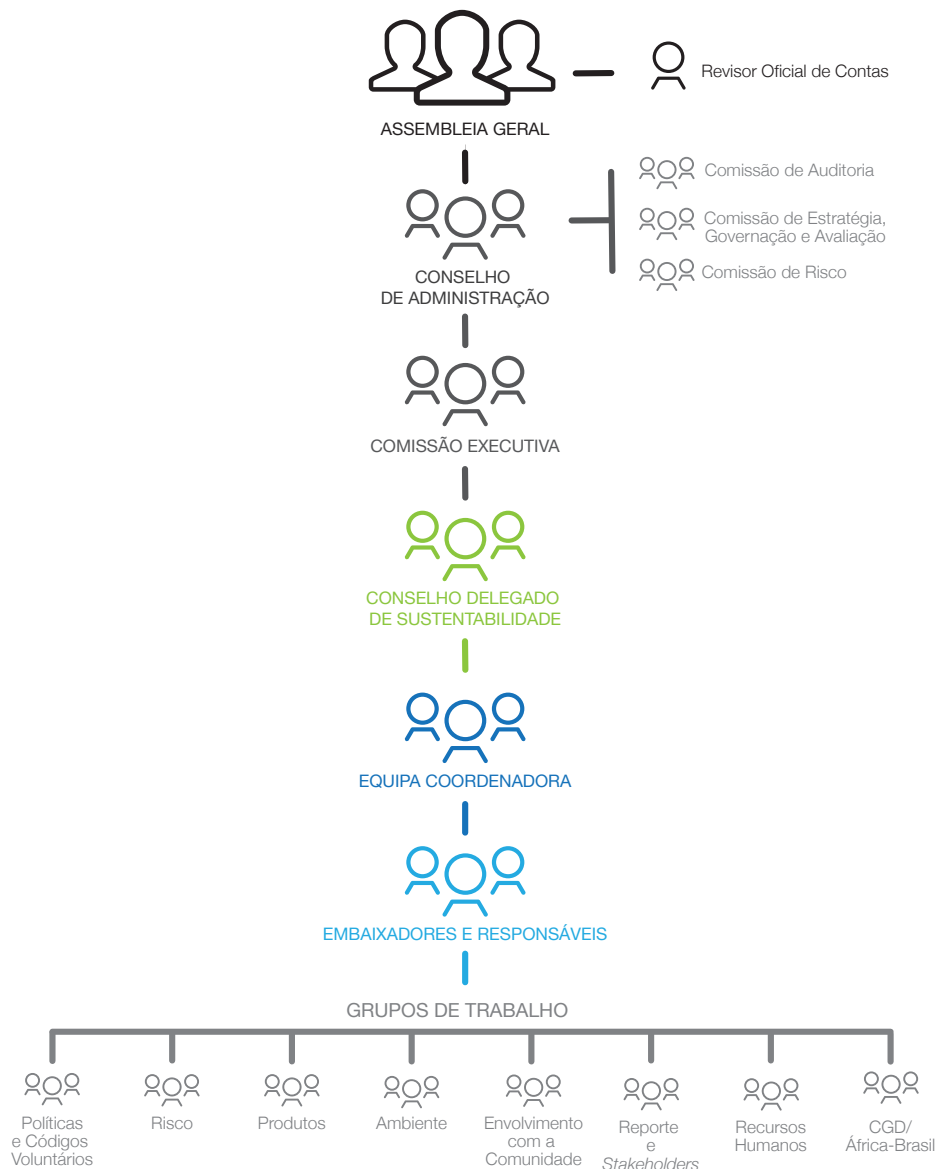 Revisor Oficial de Contas
ASSEMBLEIA GERAL
Comissão de Auditoria
Comissão de Estratégia,
Governação e Avaliação
Comissão de Risco
CONSELHO
DE ADMINISTRAÇÃO
COMISSÃO EXECUTIVA
CONSELHO DELEGADO
DE SUSTENTABILIDADE
EQUIPA COORDENADORA
EMBAIXADORES E RESPONSÁVEIS
GRUPOS DE TRABALHO
Políticas
e Códigos
Voluntários
Risco
Produtos
Ambiente
Envolvimento
com a
Comunidade
Reporte
e
Stakeholders
Recursos
Humanos
CGD/
África-Brasil